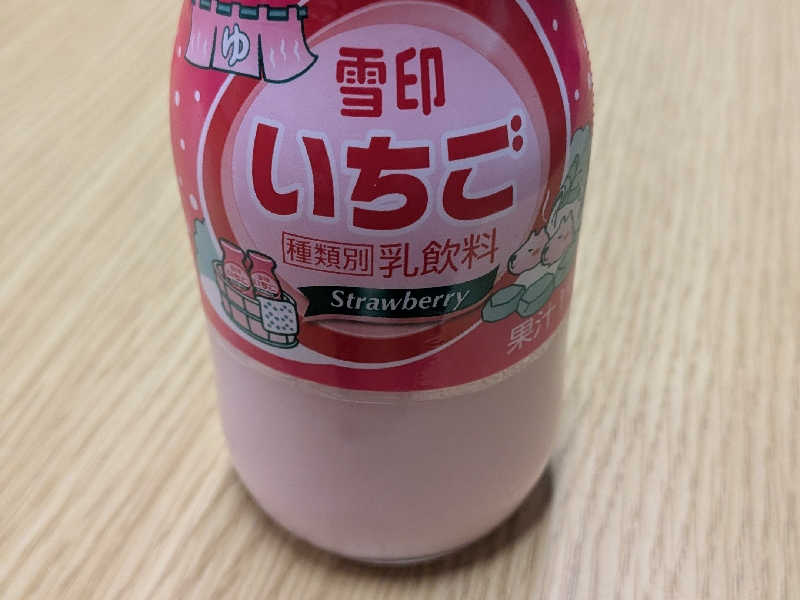 ゆ
雪印
いちご
種類別 乳飲料
Strawberry
果汁